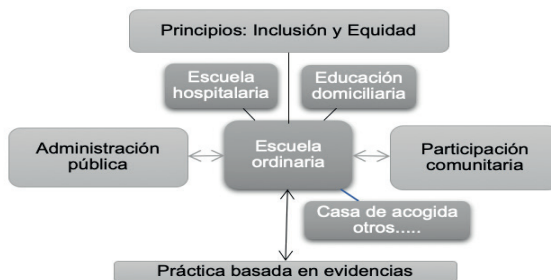 Principios: Inclusión y Equidad
Escuela
hospitalaria
Educación
domiciliaria
Administración
pública
Escuela
ordinaria
Participación
comunitaria
Casa de acogida
otros.....
Práctica basada en evidencias